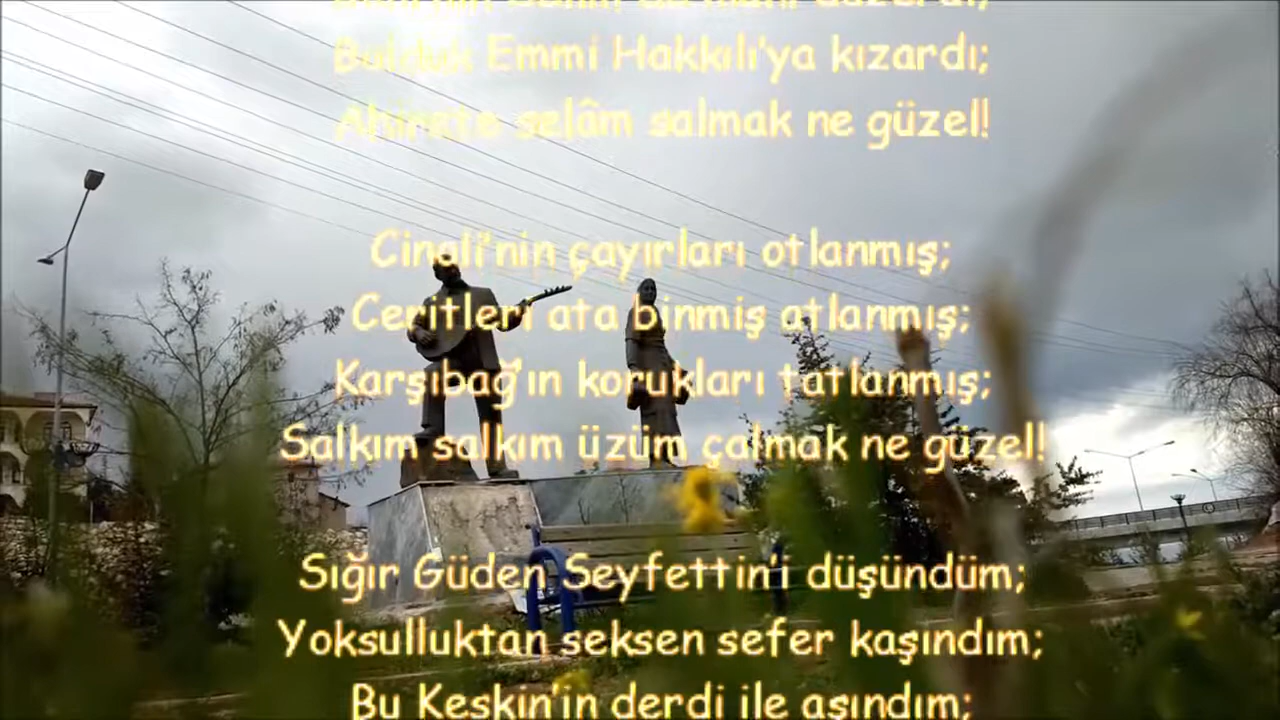 Emmi Hakkılı'ya kızardı;
Ahirete selâm salmak ne güzel!
Cinali'nin çayırları otlanmış;
Ceritleri ata binmiş atlanmış;
Karşıbağ'ın korukları tatlanmış;
Salkım salkım üzüm çalmak ne güzel!
Sığır Güden Seyfettin'i düşündüm;
Yoksulluktan seksen sefer kaşındım;
Bu Keskin'in derdi ile aşındım;